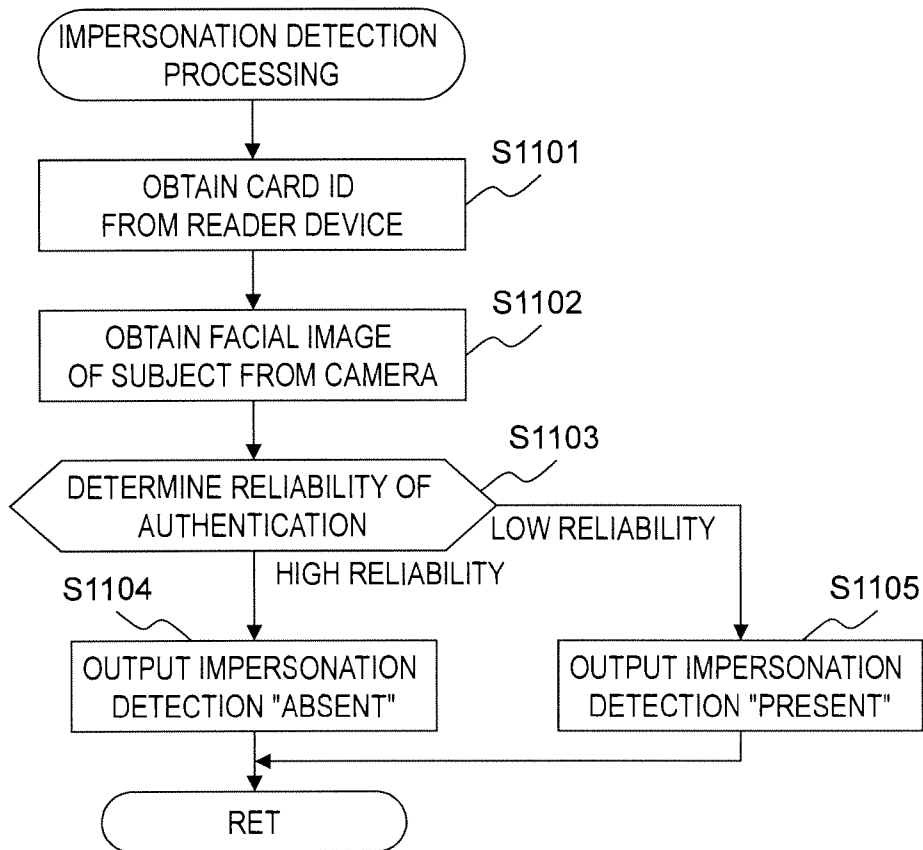 IMPERSONATION DETECTION
PROCESSING
S1101
OBTAIN CARD ID
FROM READER DEVICE
S1102
OBTAIN FACIAL IMAGE
OF SUBJECT FROM CAMERA
S1103
DETERMINE RELIABILITY OF
AUTHENTICATION
LOW RELIABILITY
HIGH RELIABILITY
S1104
OUTPUT IMPERSONATION
DETECTION "ABSENT"
S1105
OUTPUT IMPERSONATION
DETECTION "PRESENT"
RET